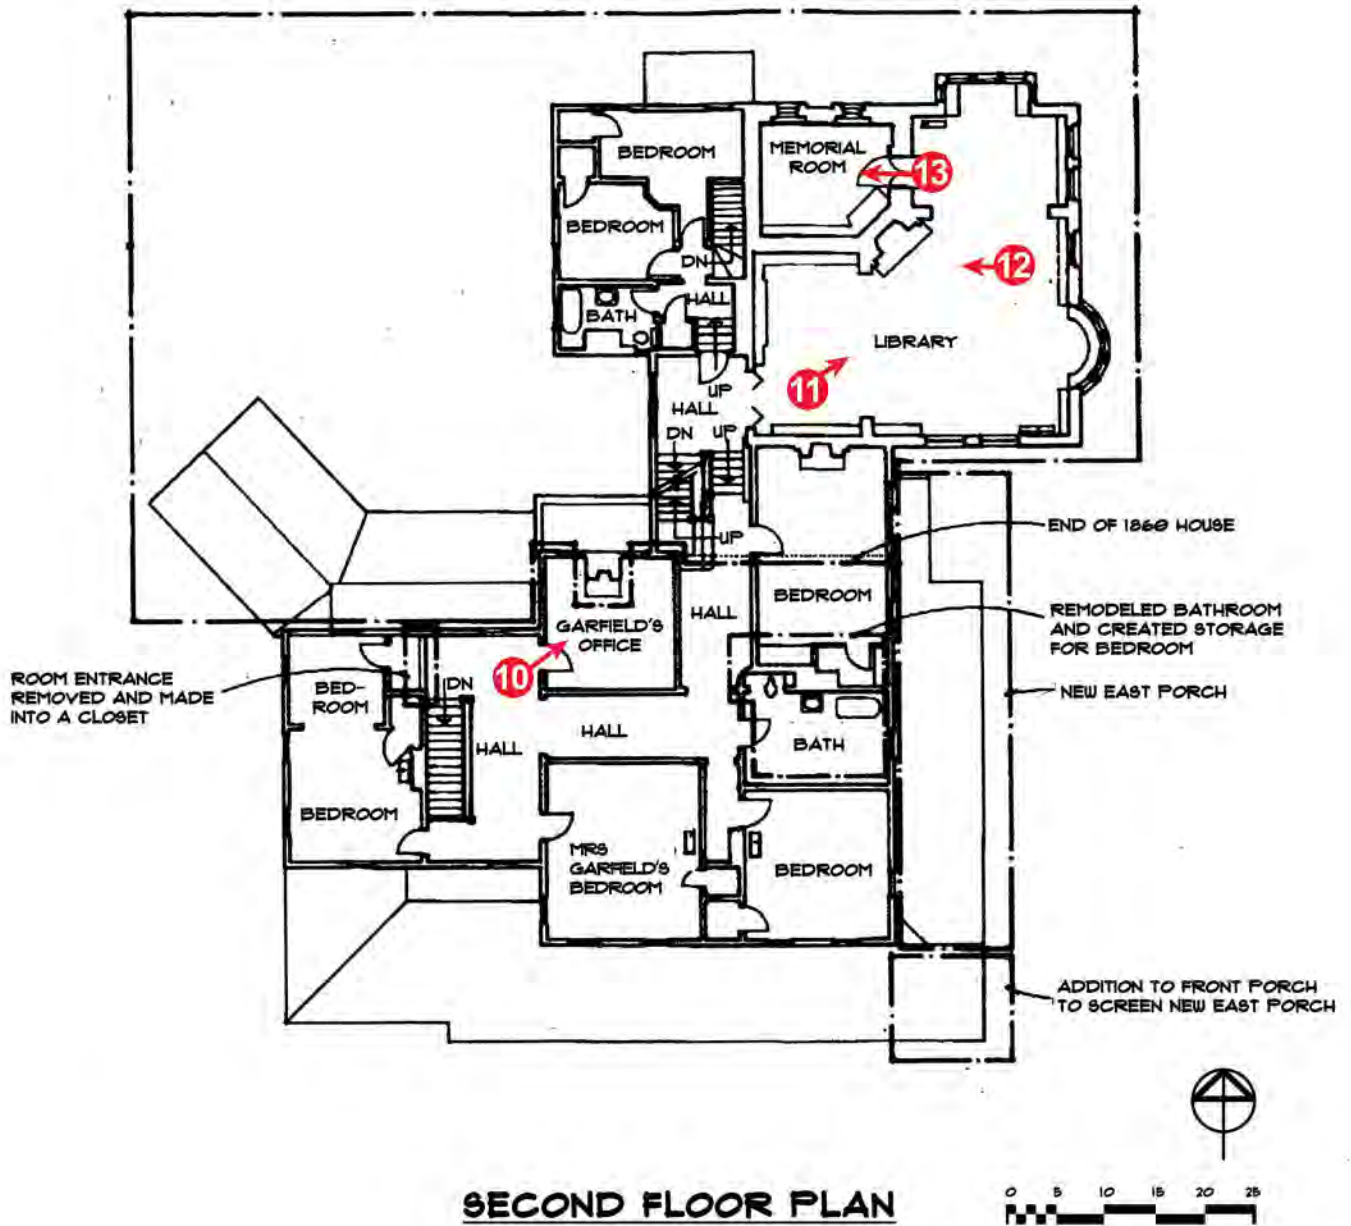 BEDROOM
MEMORIAL
ROOM
13
BEDROOM
DN
12
HALL
BATH
LIBRARY
11
UP
HALL
DN
UP
UP
END OF 1860 HOUSE
BEDROOM
HALL
REMODELED BATHROOM
AND CREATED STORAGE
FOR BEDROOM
GARFIELD'S
OFFICE
10
ROOM ENTRANCE
REMOVED AND MADE
INTO A CLOSET
BED-
ROOM
DN
NEW EAST PORCH
HALL
HALL
BATH
BEDROOM
MRS
GARFIELD'S
BEDROOM
BEDROOM
ADDITION TO FRONT PORCH
TO SCREEN NEW EAST PORCH
SECOND FLOOR PLAN
0 5 10 15 20 25